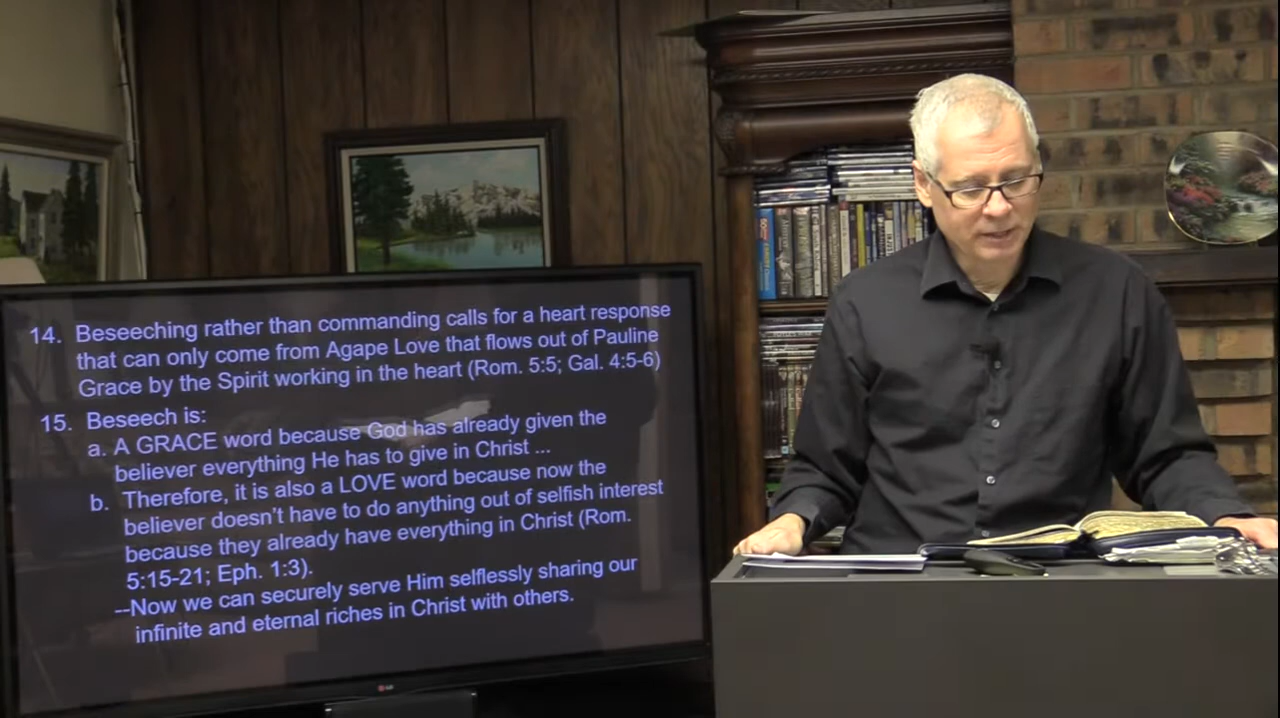 14. Beseeching rather than commanding calls for a heart response
that can only come from Agape Love that flows out of Pauline
Grace by the Spirit working in the heart (Rom. 5:5; Gal. 4:5-6)
15. Beseech is:
a. A GRACE word because God has already given the
believer everything He has to give in Christ ...
b. Therefore, it is also a LOVE word because now the
believer doesn't have to do anything out of selfish interest
because they already have everything in Christ (Rom.
5:15-21; Eph. 1:3).
--Now we can securely serve Him selflessly sharing our
infinite and eternal riches in Christ with others.
LG